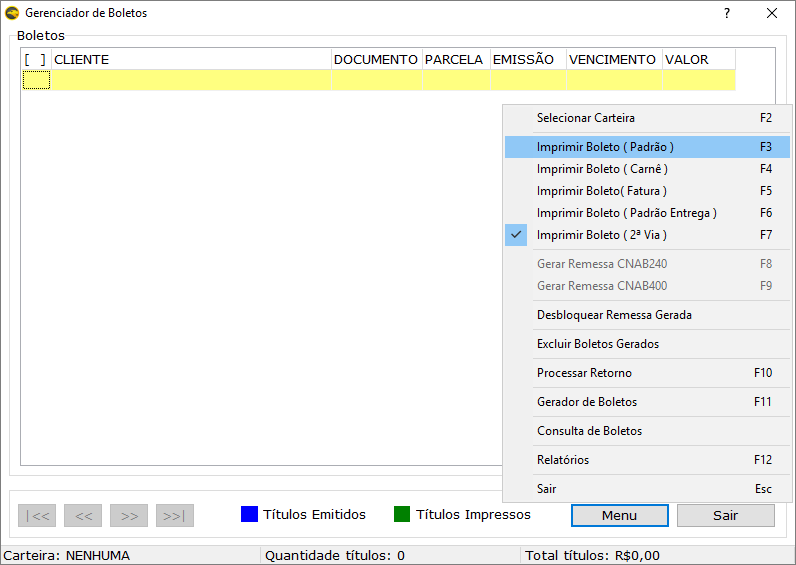 Gerenciador de Boletos
?
Boletos
[ ] CLIENTE DOCUMENTO PARCELA EMISSÃO VENCIMENTO VALOR
Selecionar Carteira F2
Imprimir Boleto ( Padrão ) F3
Imprimir Boleto ( Carnê ) F4
Imprimir Boleto( Fatura ) F5
Imprimir Boleto ( Padrão Entrega ) F6
Imprimir Boleto ( 2ª Via ) F7
Gerar Remessa CNAB240 F8
Gerar Remessa CNAB400 F9
Desbloquear Remessa Gerada
Excluir Boletos Gerados
Processar Retorno F10
Gerador de Boletos F11
Consulta de Boletos
Relatórios F12
Sair Esc
|<< << >> >>| Títulos Emitidos Títulos Impressos Menu Sair
Carteira: NENHUMA Quantidade títulos: 0 Total títulos: R$0,00